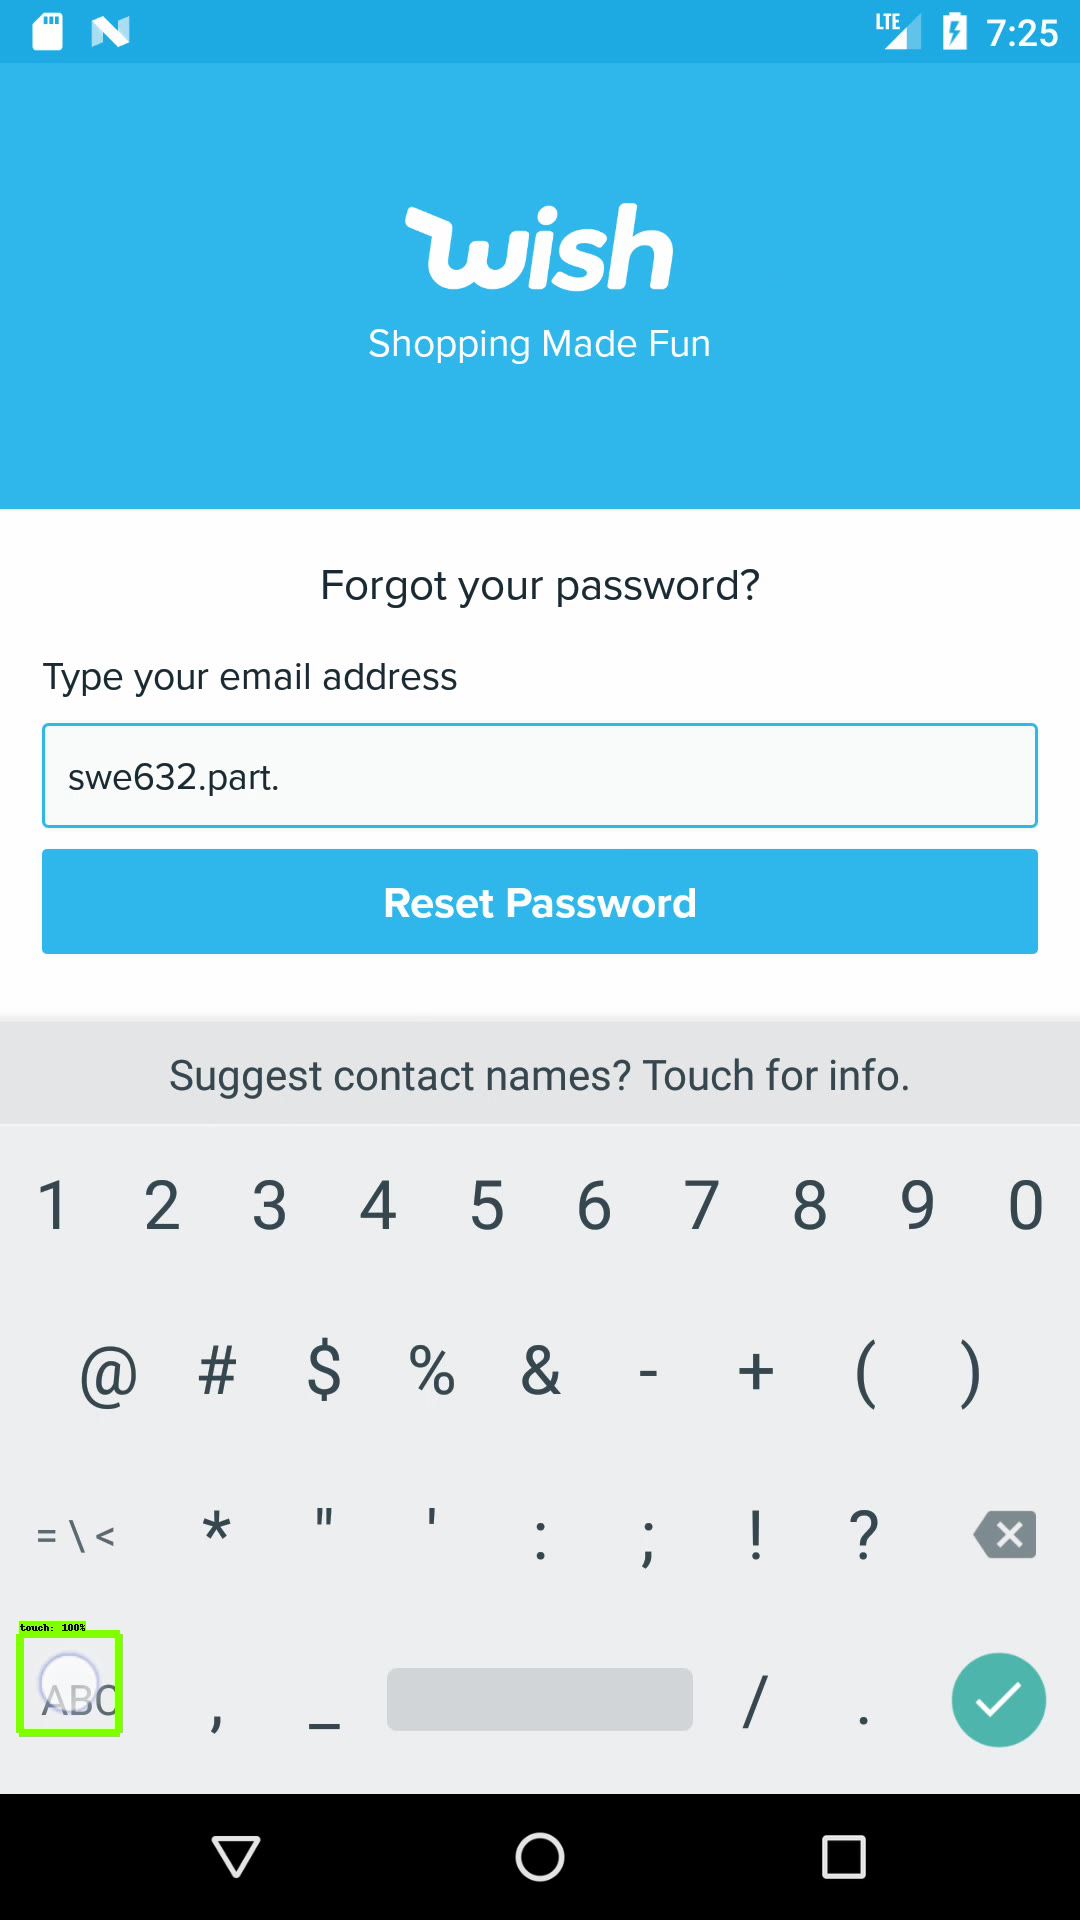 LTE 7:25
wish
Shopping Made Fun
Forgot your password?
Type your email address
swe632.part.
Reset Password
Suggest contact names? Touch for info.
1 2 3 4 5 6 7 8 9 0
@ # $ % & - + ( )
= \ < * " ' : ; ! ?
touch: 100%
ABC , _ / .